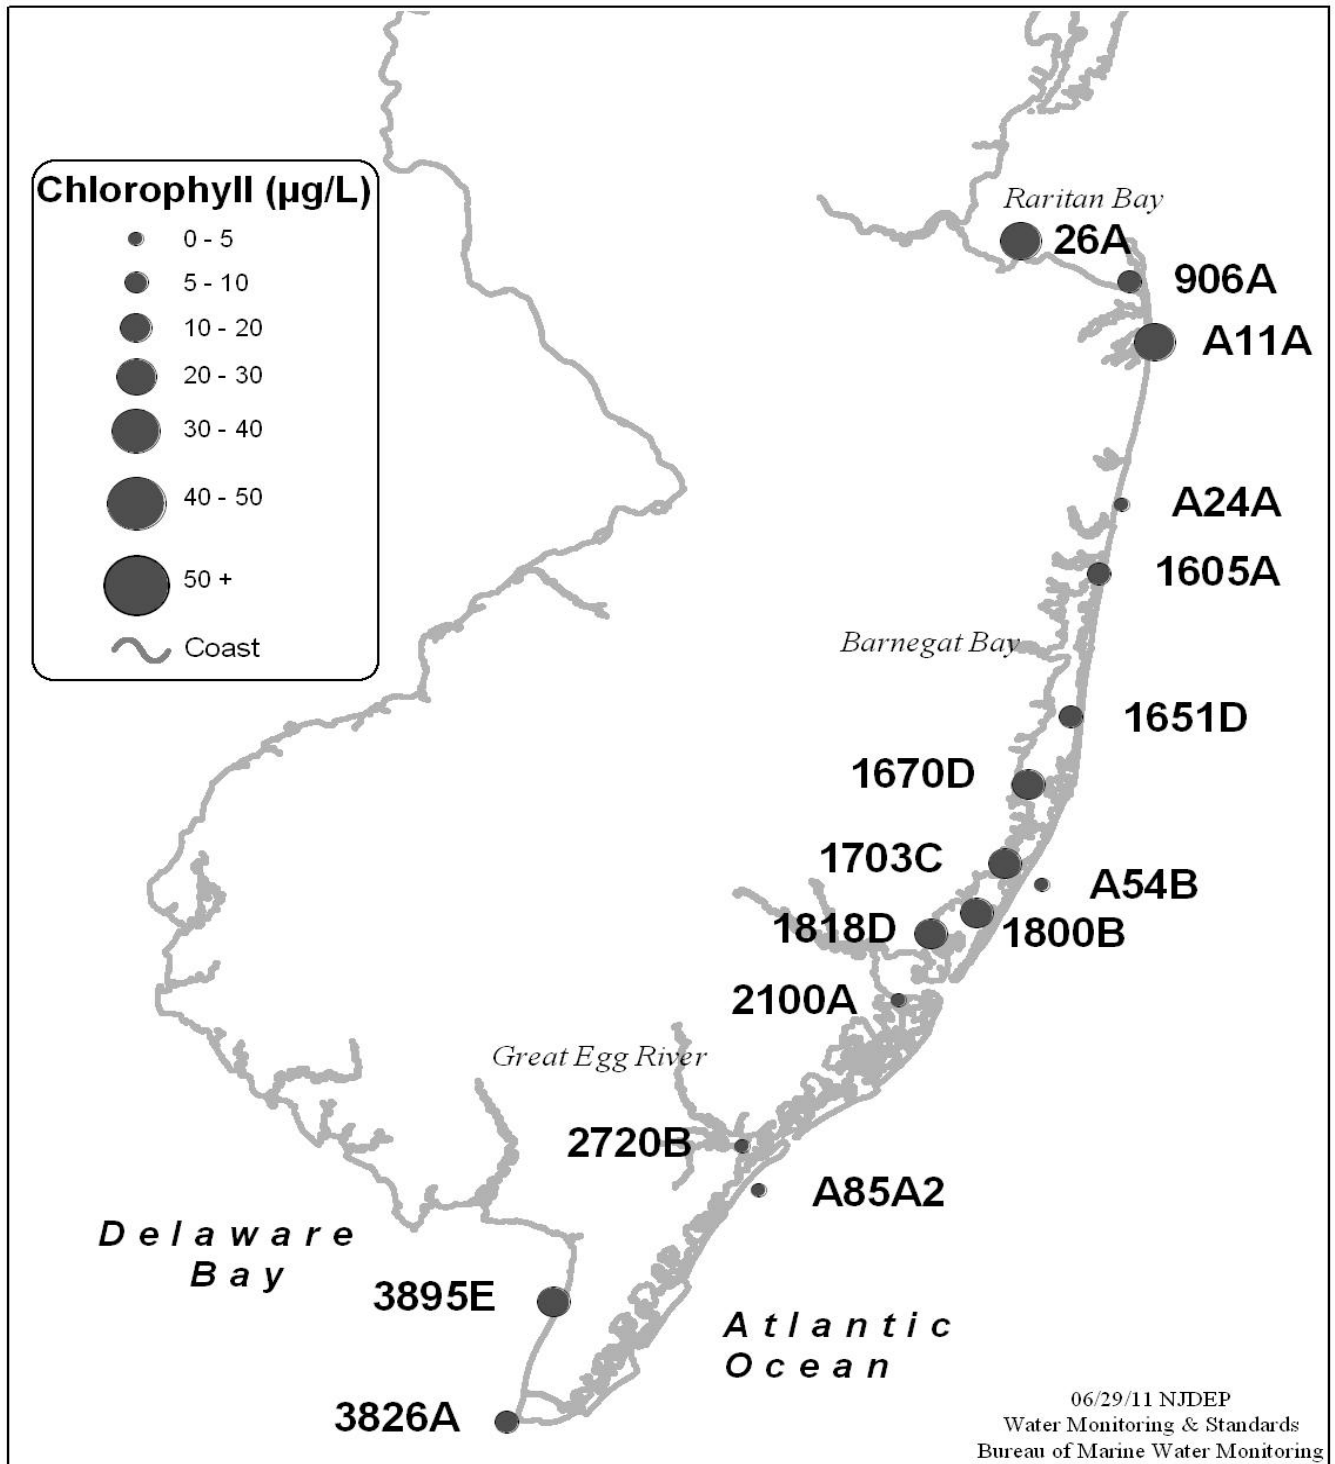 Chlorophyll (µg/L)
0 - 5
5 - 10
10 - 20
20 - 30
30 - 40
40 - 50
50 +
Coast
Raritan Bay
26A
906A
A11A
A24A
1605A
Barnegat Bay
1651D
1670D
1703C
A54B
1818D
1800B
2100A
Great Egg River
2720B
A85A2
Delaware
Bay
3895E
Atlantic
Ocean
3826A
06/29/11 NJDEP
Water Monitoring & Standards
Bureau of Marine Water Monitoring